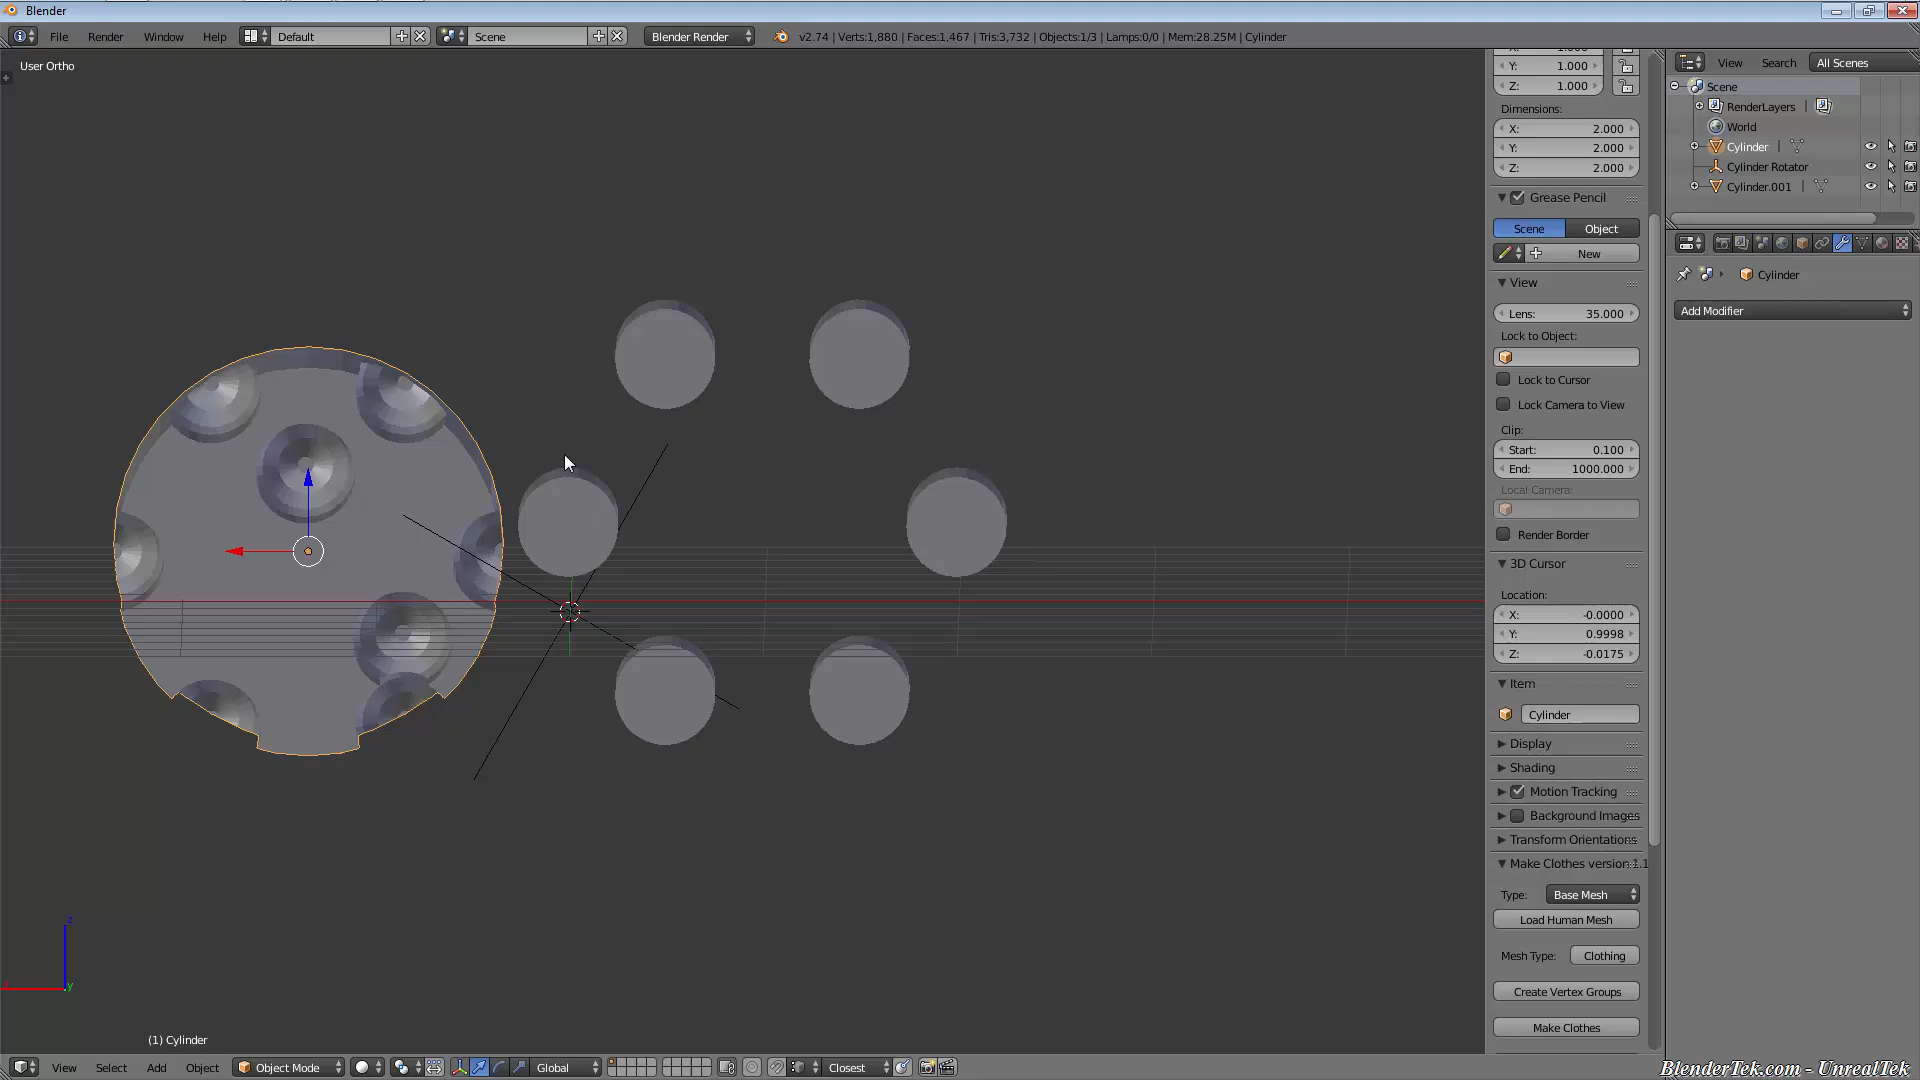 Blender
File Render Window Help Default Scene Blender Render v2.74 | Verts:1,880 | Faces:1,467 | Tris:3,732 | Objects:1/3 | Lamps:0/0 | Mem:28.25M | Cylinder
User Ortho
Y: 1.000
Z: 1.000
Dimensions:
X: 2.000
Y: 2.000
Z: 2.000
Grease Pencil
Scene Object
New
View
Lens: 35.000
Lock to Object:
Lock to Cursor
Lock Camera to View
Clip:
Start: 0.100
End: 1000.000
Local Camera:
Render Border
3D Cursor
Location:
X: -0.0000
Y: 0.9998
Z: -0.0175
Item
Cylinder
Display
Shading
Motion Tracking
Background Images
Transform Orientations
Make Clothes version 1.1
Type: Base Mesh
Load Human Mesh
Mesh Type: Clothing
Create Vertex Groups
Make Clothes
View Search All Scenes
Scene
RenderLayers
World
Cylinder
Cylinder Rotator
Cylinder.001
Cylinder
Add Modifier
z
y
(1) Cylinder
View Select Add Object Object Mode Global Closest
BlenderTek.com - UnrealTek